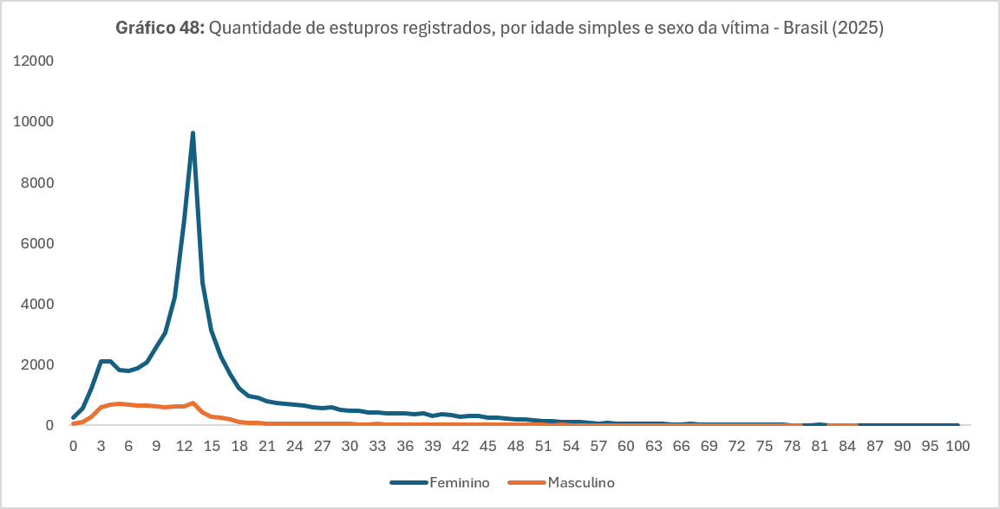 Gráfico 48: Quantidade de estupros registrados, por idade simples e sexo da vítima - Brasil (2025)
12000
10000
8000
6000
4000
2000
0
0 3 6 9 12 15 18 21 24 27 30 33 36 39 42 45 48 51 54 57 60 63 66 69 72 75 78 81 84 87 90 95 100
Feminino Masculino